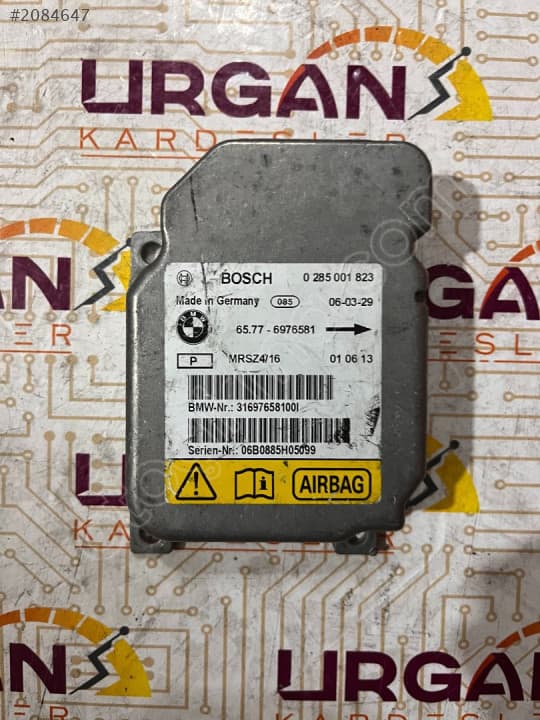 #2084647
URGAN
KARDEŞLER
BOSCH 0 285 001 823
Made in Germany 085 06-03-29
BMW
65.77 - 6976581
P MRSZ4/16 01 06 13
BMW-Nr.: 31697658100I
Serien-Nr.: 06B0885H05099
AIRBAG
URGAN
URGAN